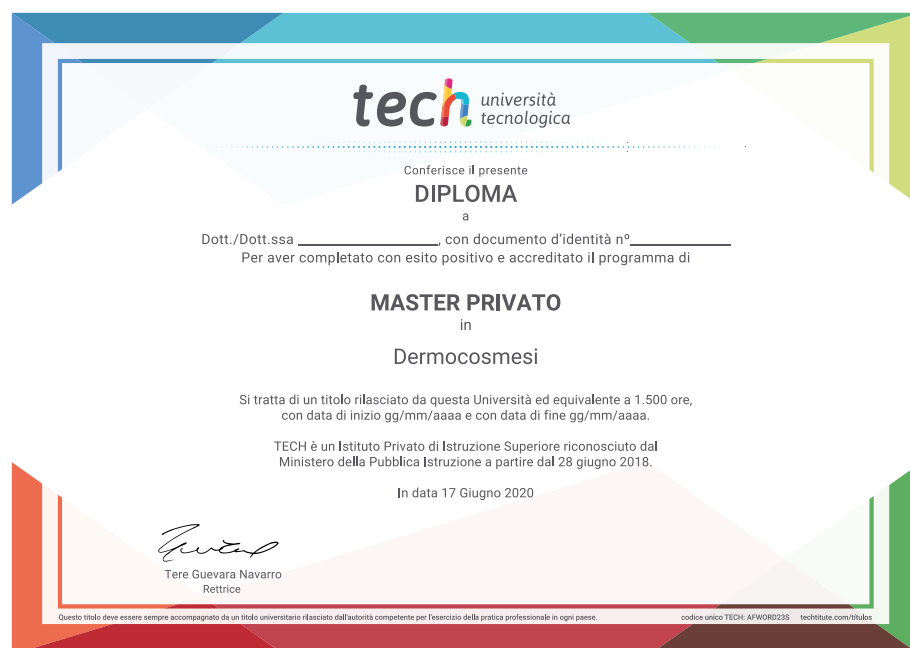 tech università
tecnologica
Conferisce il presente
DIPLOMA
a
Dott./Dott.ssa ____________________, con documento d'identità nº______________
Per aver completato con esito positivo e accreditato il programma di
MASTER PRIVATO
in
Dermocosmesi
Si tratta di un titolo rilasciato da questa Università ed equivalente a 1.500 ore,
con data di inizio gg/mm/aaaa e con data di fine gg/mm/aaaa.
TECH è un Istituto Privato di Istruzione Superiore riconosciuto dal
Ministero della Pubblica Istruzione a partire dal 28 giugno 2018.
In data 17 Giugno 2020
Tere Guevara Navarro
Rettrice
Questo titolo deve essere sempre accompagnato da un titolo universitario rilasciato dall'autorità competente per l'esercizio della pratica professionale in ogni paese.
codice unico TECH: AFWORD23S techtitute.com/títulos